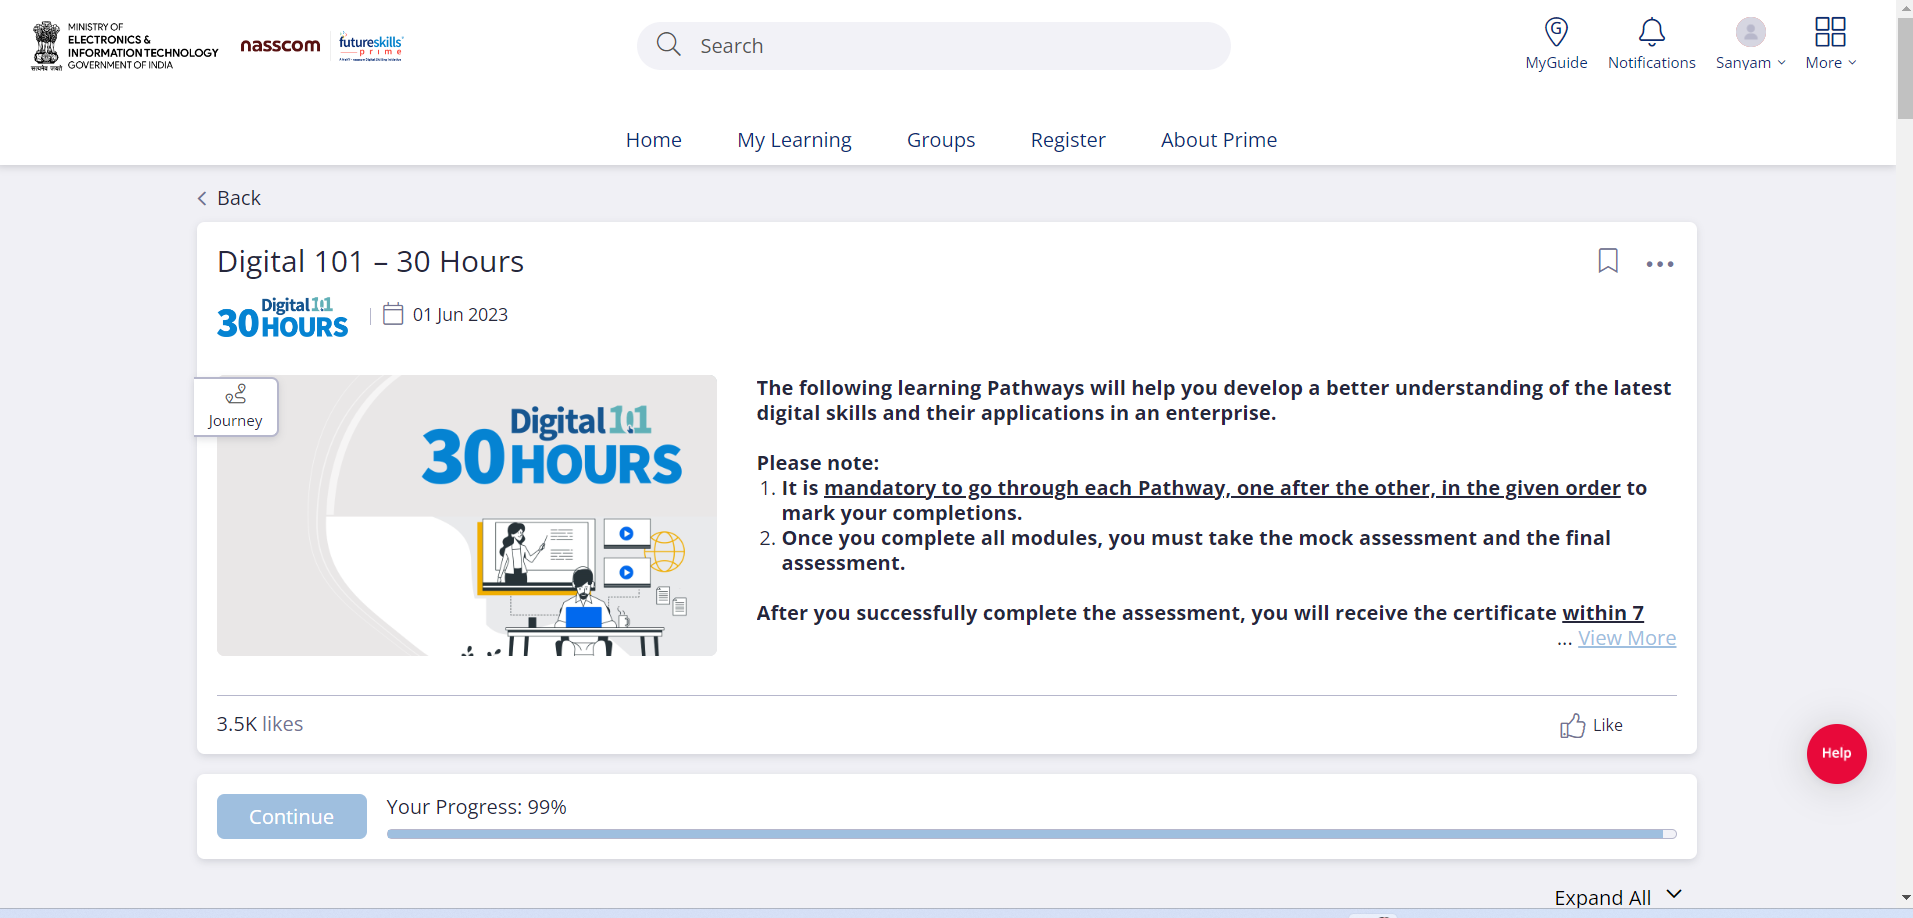 MINISTRY OF
ELECTRONICS &
INFORMATION TECHNOLOGY
GOVERNMENT OF INDIA
सत्यमेव जयते
nasscom
futureskills
prime
Search
MyGuide
Notifications
Sanyam
More
Home
My Learning
Groups
Register
About Prime
Back
Digital 101 – 30 Hours
Digital 101
30 HOURS
01 Jun 2023
Journey
Digital 101
30 HOURS
The following learning Pathways will help you develop a better understanding of the latest
digital skills and their applications in an enterprise.
Please note:
1. It is mandatory to go through each Pathway, one after the other, in the given order to
mark your completions.
2. Once you complete all modules, you must take the mock assessment and the final
assessment.
After you successfully complete the assessment, you will receive the certificate within 7
... View More
3.5K likes
Like
Help
Continue
Your Progress: 99%
Expand All